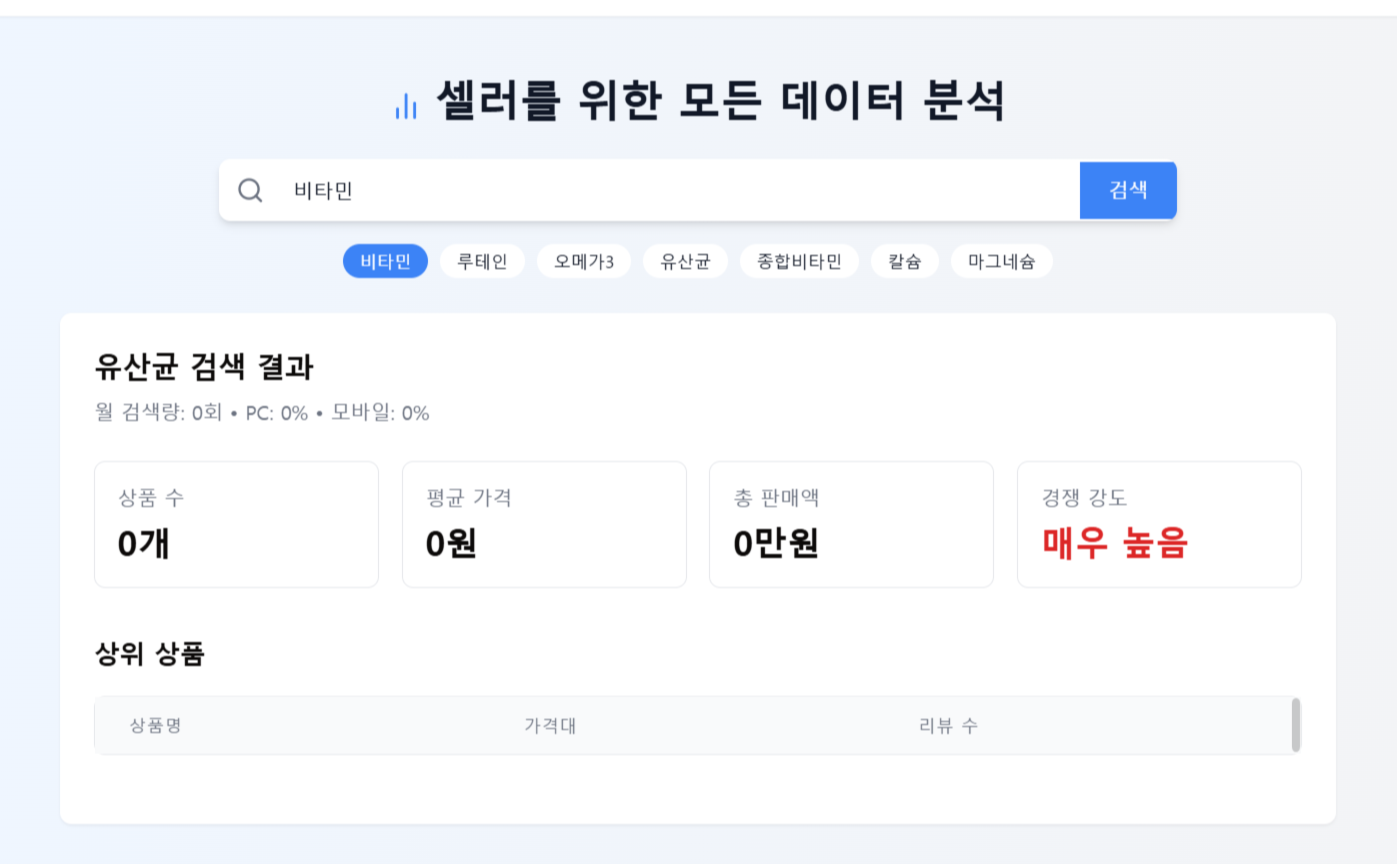 셀러를 위한 모든 데이터 분석
비타민 검색
비타민 루테인 오메가3 유산균 종합비타민 칼슘 마그네슘
유산균 검색 결과
월 검색량: 0회 • PC: 0% • 모바일: 0%
상품 수 평균 가격 총 판매액 경쟁 강도
0개 0원 0만원 매우 높음
상위 상품
상품명 가격대 리뷰 수